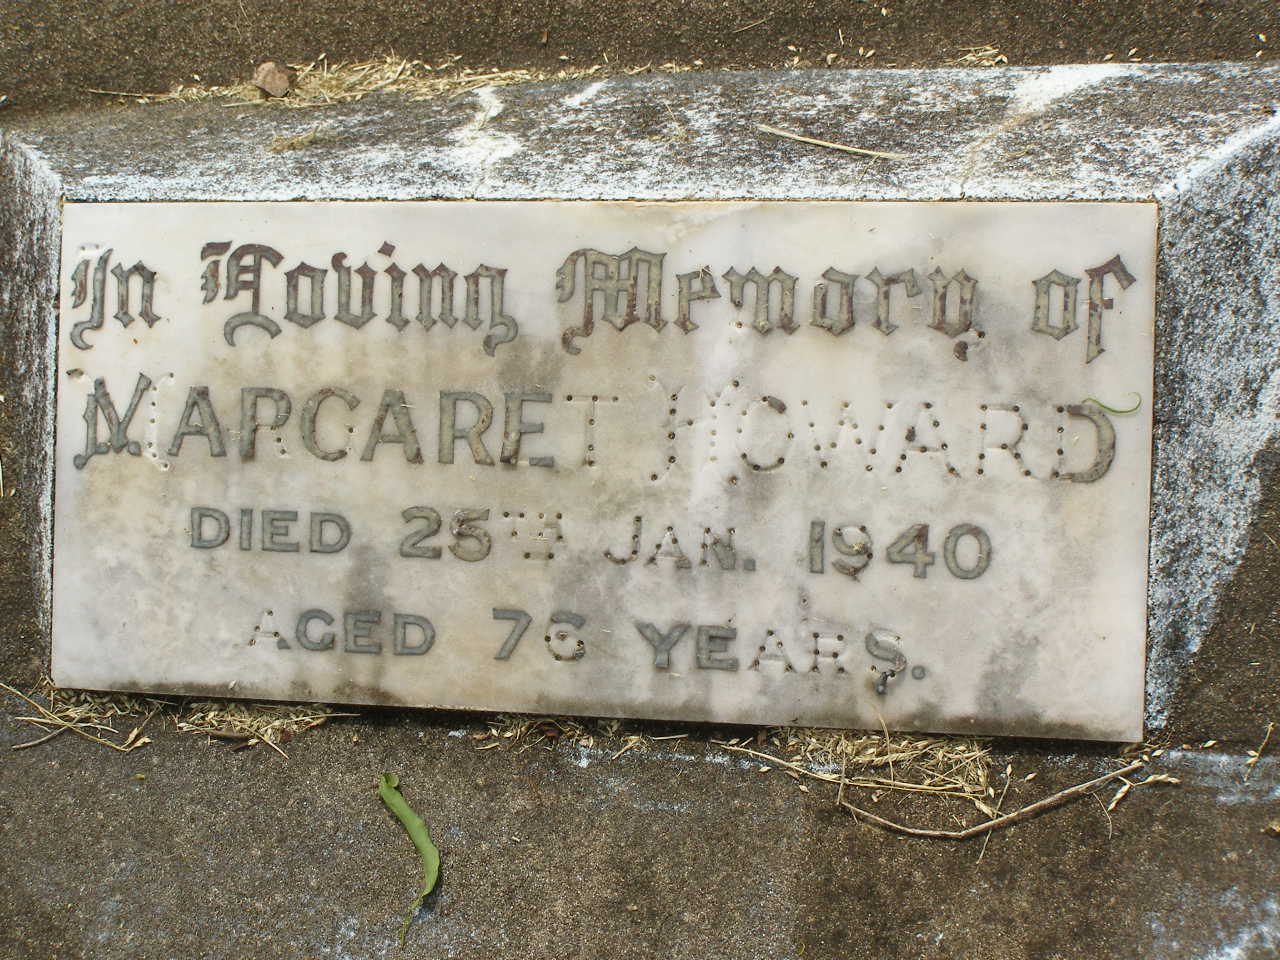 In Loving Memory of
MARGARET HOWARD
DIED 25TH JAN. 1940
AGED 76 YEARS.